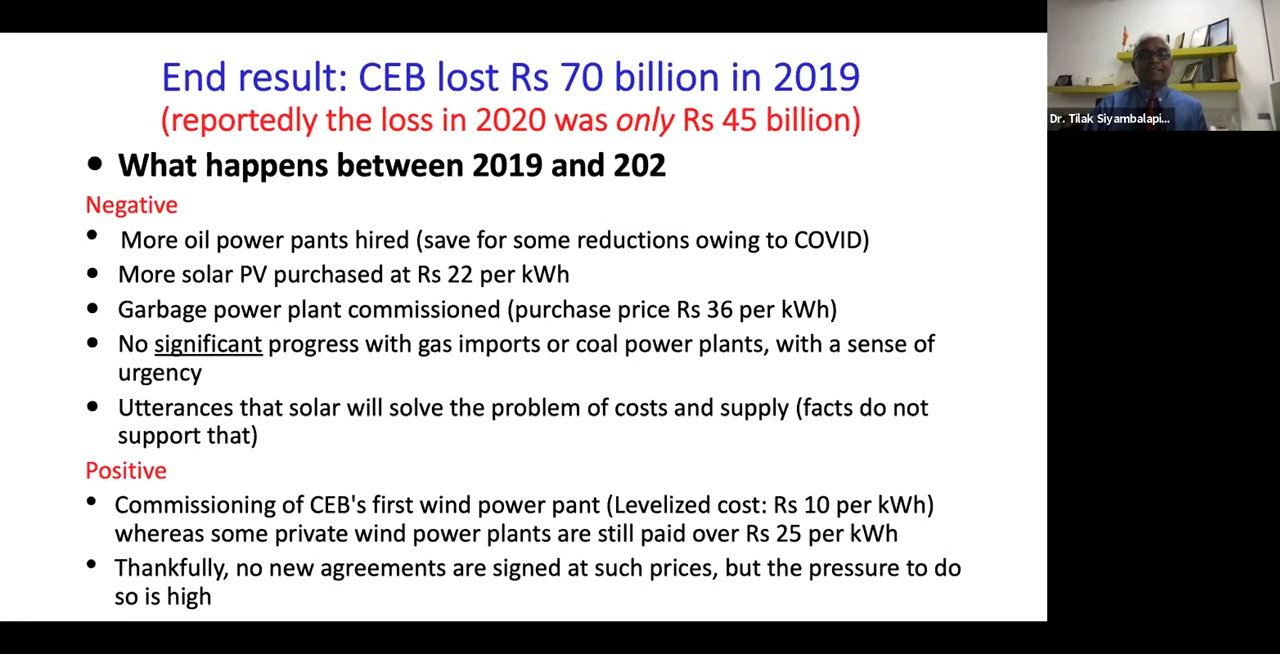 End result: CEB lost Rs 70 billion in 2019
(reportedly the loss in 2020 was only Rs 45 billion)
• What happens between 2019 and 202
Negative
• More oil power pants hired (save for some reductions owing to COVID)
• More solar PV purchased at Rs 22 per kWh
• Garbage power plant commissioned (purchase price Rs 36 per kWh)
• No significant progress with gas imports or coal power plants, with a sense of
urgency
• Utterances that solar will solve the problem of costs and supply (facts do not
support that)
Positive
• Commissioning of CEB's first wind power pant (Levelized cost: Rs 10 per kWh)
whereas some private wind power plants are still paid over Rs 25 per kWh
• Thankfully, no new agreements are signed at such prices, but the pressure to do
so is high
Dr. Tilak Siyambalapi...